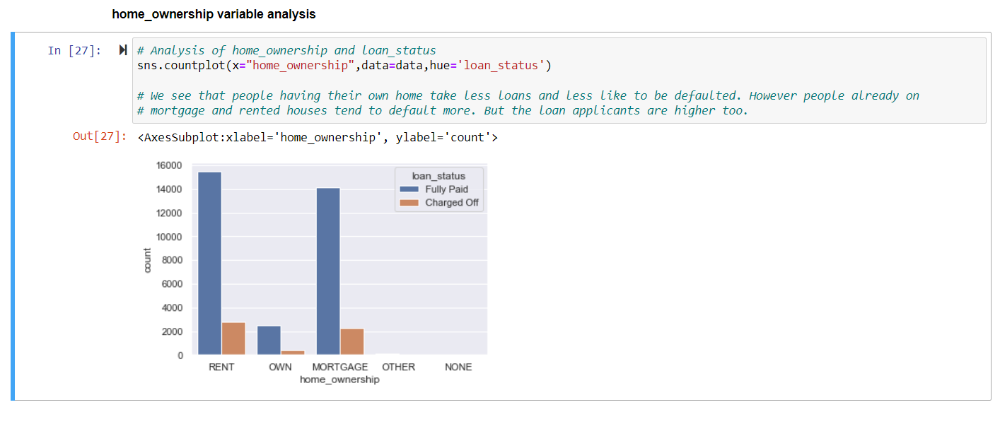 home_ownership variable analysis
In [27]:
# Analysis of home_ownership and loan_status
sns.countplot(x="home_ownership",data=data,hue='loan_status')
# We see that people having their own home take less loans and less like to be defaulted. However people already on
# mortgage and rented houses tend to default more. But the loan applicants are higher too.
Out[27]: <AxesSubplot:xlabel='home_ownership', ylabel='count'>
loan_status
Fully Paid
Charged Off
16000
14000
12000
10000
8000
6000
4000
2000
0
count
RENT OWN MORTGAGE OTHER NONE
home_ownership